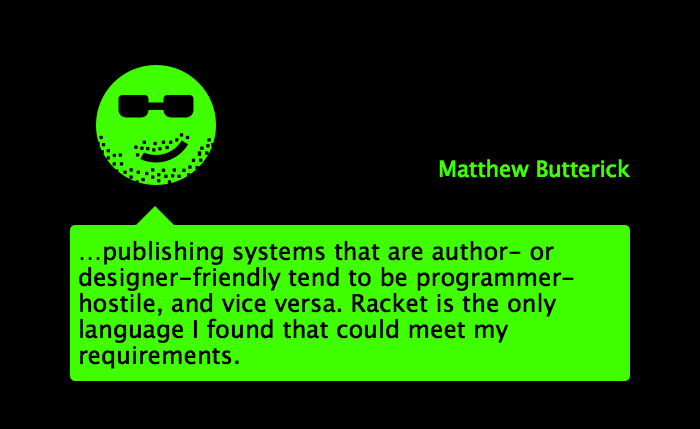 Matthew Butterick
…publishing systems that are author- or
designer-friendly tend to be programmer-
hostile, and vice versa. Racket is the only
language I found that could meet my
requirements.